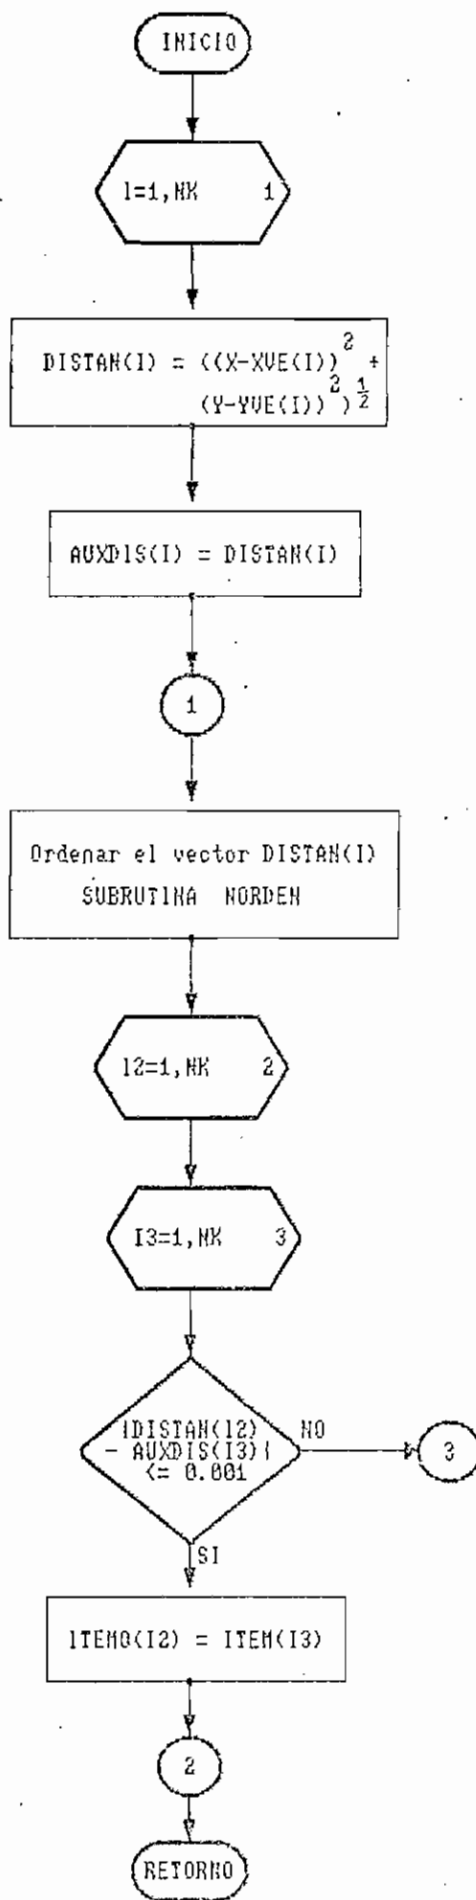 INICIO
I=1,NK 1
DISTAN(I) = ((X-XVE(I))² +
(Y-YVE(I))²)½
AUXDIS(I) = DISTAN(I)
1
Ordenar el vector DISTAN(I)
SUBRUTINA NORDEN
I2=1,NK 2
I3=1,NK 3
|DISTAN(I2)
- AUXDIS(I3)|
<= 0.001
NO
3
SI
ITEMO(I2) = ITEM(I3)
2
RETORNO